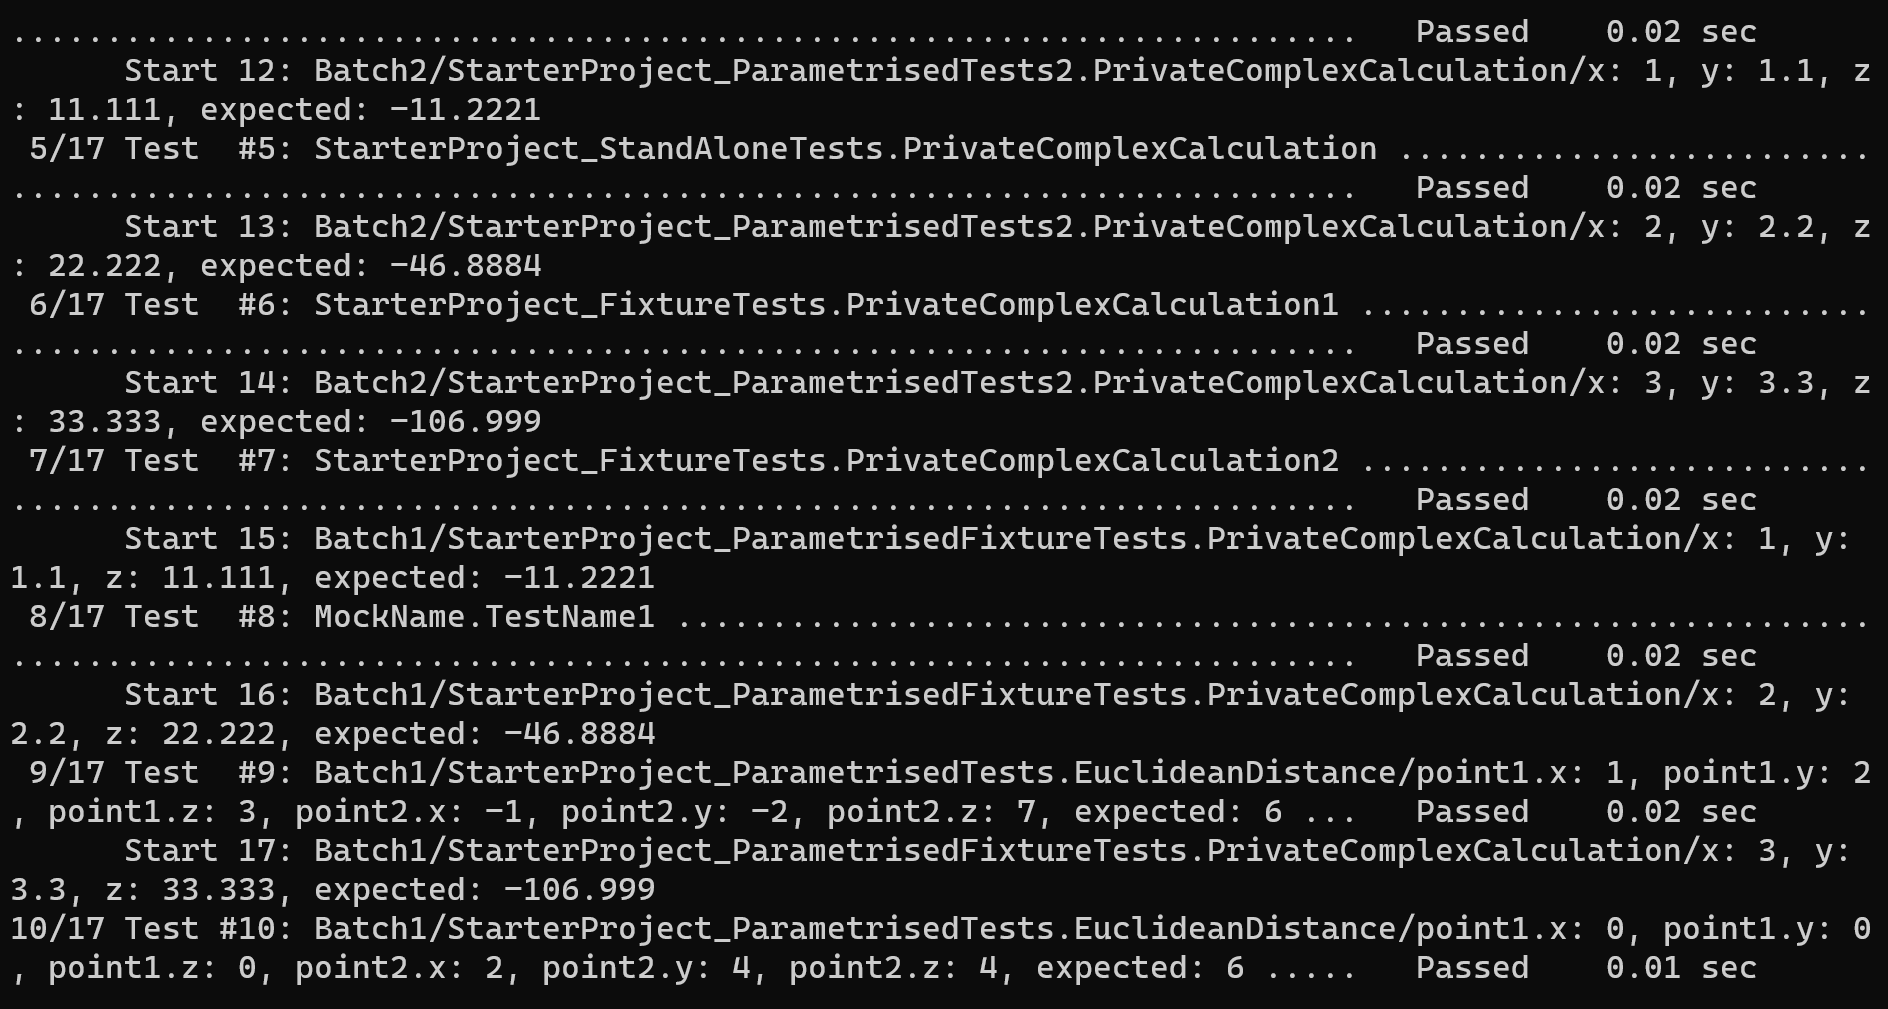 .......................................................................   Passed    0.02 sec
      Start 12: Batch2/StarterProject_ParametrisedTests2.PrivateComplexCalculation/x: 1, y: 1.1, z
: 11.111, expected: -11.2221
 5/17 Test  #5: StarterProject_StandAloneTests.PrivateComplexCalculation .........................
.......................................................................   Passed    0.02 sec
      Start 13: Batch2/StarterProject_ParametrisedTests2.PrivateComplexCalculation/x: 2, y: 2.2, z
: 22.222, expected: -46.8884
 6/17 Test  #6: StarterProject_FixtureTests.PrivateComplexCalculation1 ...........................
.......................................................................   Passed    0.02 sec
      Start 14: Batch2/StarterProject_ParametrisedTests2.PrivateComplexCalculation/x: 3, y: 3.3, z
: 33.333, expected: -106.999
 7/17 Test  #7: StarterProject_FixtureTests.PrivateComplexCalculation2 ...........................
.......................................................................   Passed    0.02 sec
      Start 15: Batch1/StarterProject_ParametrisedFixtureTests.PrivateComplexCalculation/x: 1, y:
1.1, z: 11.111, expected: -11.2221
 8/17 Test  #8: MockName.TestName1 ...............................................................
.......................................................................   Passed    0.02 sec
      Start 16: Batch1/StarterProject_ParametrisedFixtureTests.PrivateComplexCalculation/x: 2, y:
2.2, z: 22.222, expected: -46.8884
 9/17 Test  #9: Batch1/StarterProject_ParametrisedTests.EuclideanDistance/point1.x: 1, point1.y: 2
, point1.z: 3, point2.x: -1, point2.y: -2, point2.z: 7, expected: 6 ...   Passed    0.02 sec
      Start 17: Batch1/StarterProject_ParametrisedFixtureTests.PrivateComplexCalculation/x: 3, y:
3.3, z: 33.333, expected: -106.999
10/17 Test #10: Batch1/StarterProject_ParametrisedTests.EuclideanDistance/point1.x: 0, point1.y: 0
, point1.z: 0, point2.x: 2, point2.y: 4, point2.z: 4, expected: 6 .....   Passed    0.01 sec